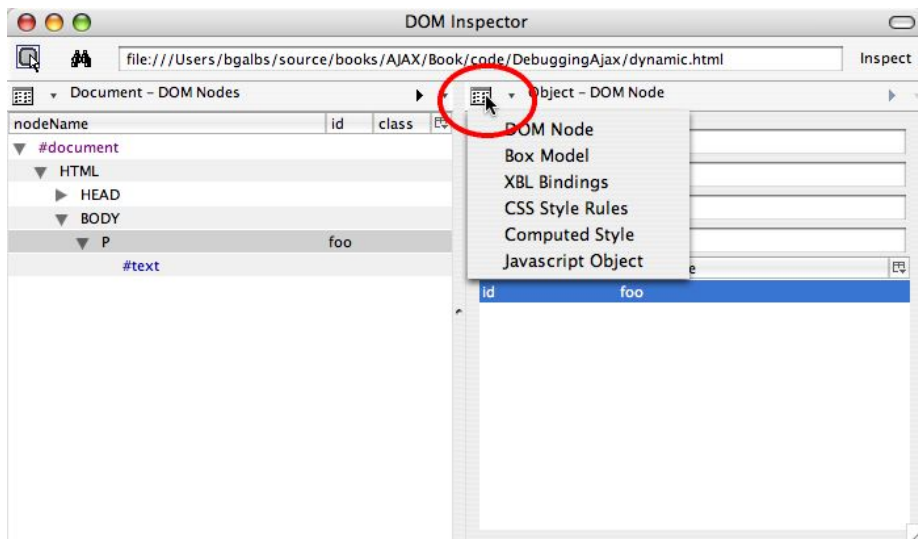 DOM Inspector
file:///Users/bgalbs/source/books/AJAX/Book/code/DebuggingAjax/dynamic.html
Inspect
Document – DOM Nodes
Object – DOM Node
nodeName id class
#document
HTML
HEAD
BODY
P foo
#text
DOM Node
Box Model
XBL Bindings
CSS Style Rules
Computed Style
Javascript Object
id foo